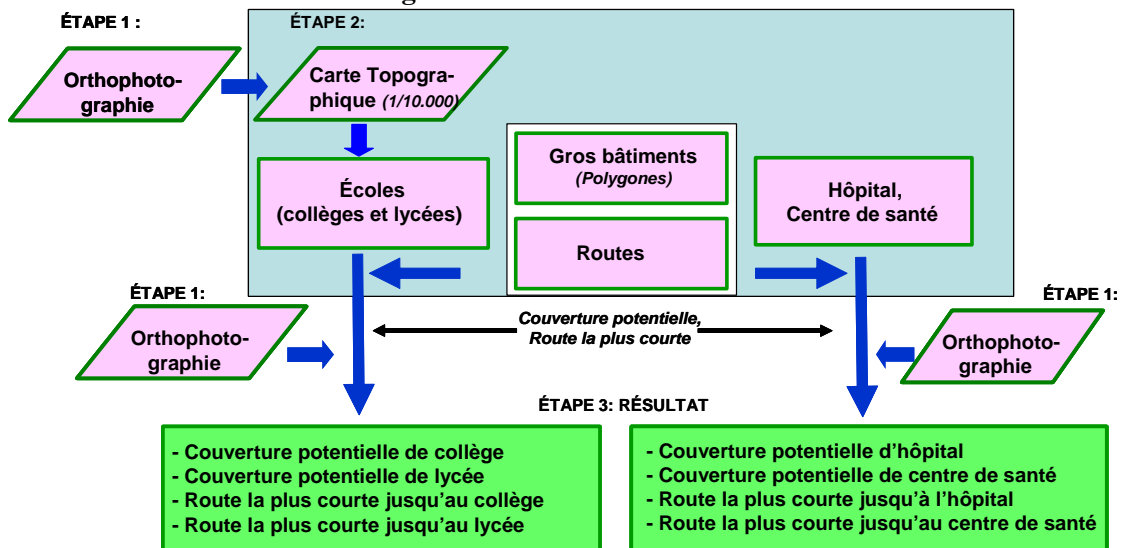 ÉTAPE 1 :
ÉTAPE 2:
Orthophoto-
graphie
Carte Topogra-
phique (1/10.000)
Écoles
(collèges et lycées)
Gros bâtiments
(Polygones)
Routes
Hôpital,
Centre de santé
ÉTAPE 1:
Orthophoto-
graphie
Couverture potentielle,
Route la plus courte
ÉTAPE 1:
Orthophoto-
graphie
ÉTAPE 3: RÉSULTAT
- Couverture potentielle de collège
- Couverture potentielle de lycée
- Route la plus courte jusqu'au collège
- Route la plus courte jusqu'au lycée
- Couverture potentielle d'hôpital
- Couverture potentielle de centre de santé
- Route la plus courte jusqu'à l'hôpital
- Route la plus courte jusqu'au centre de santé